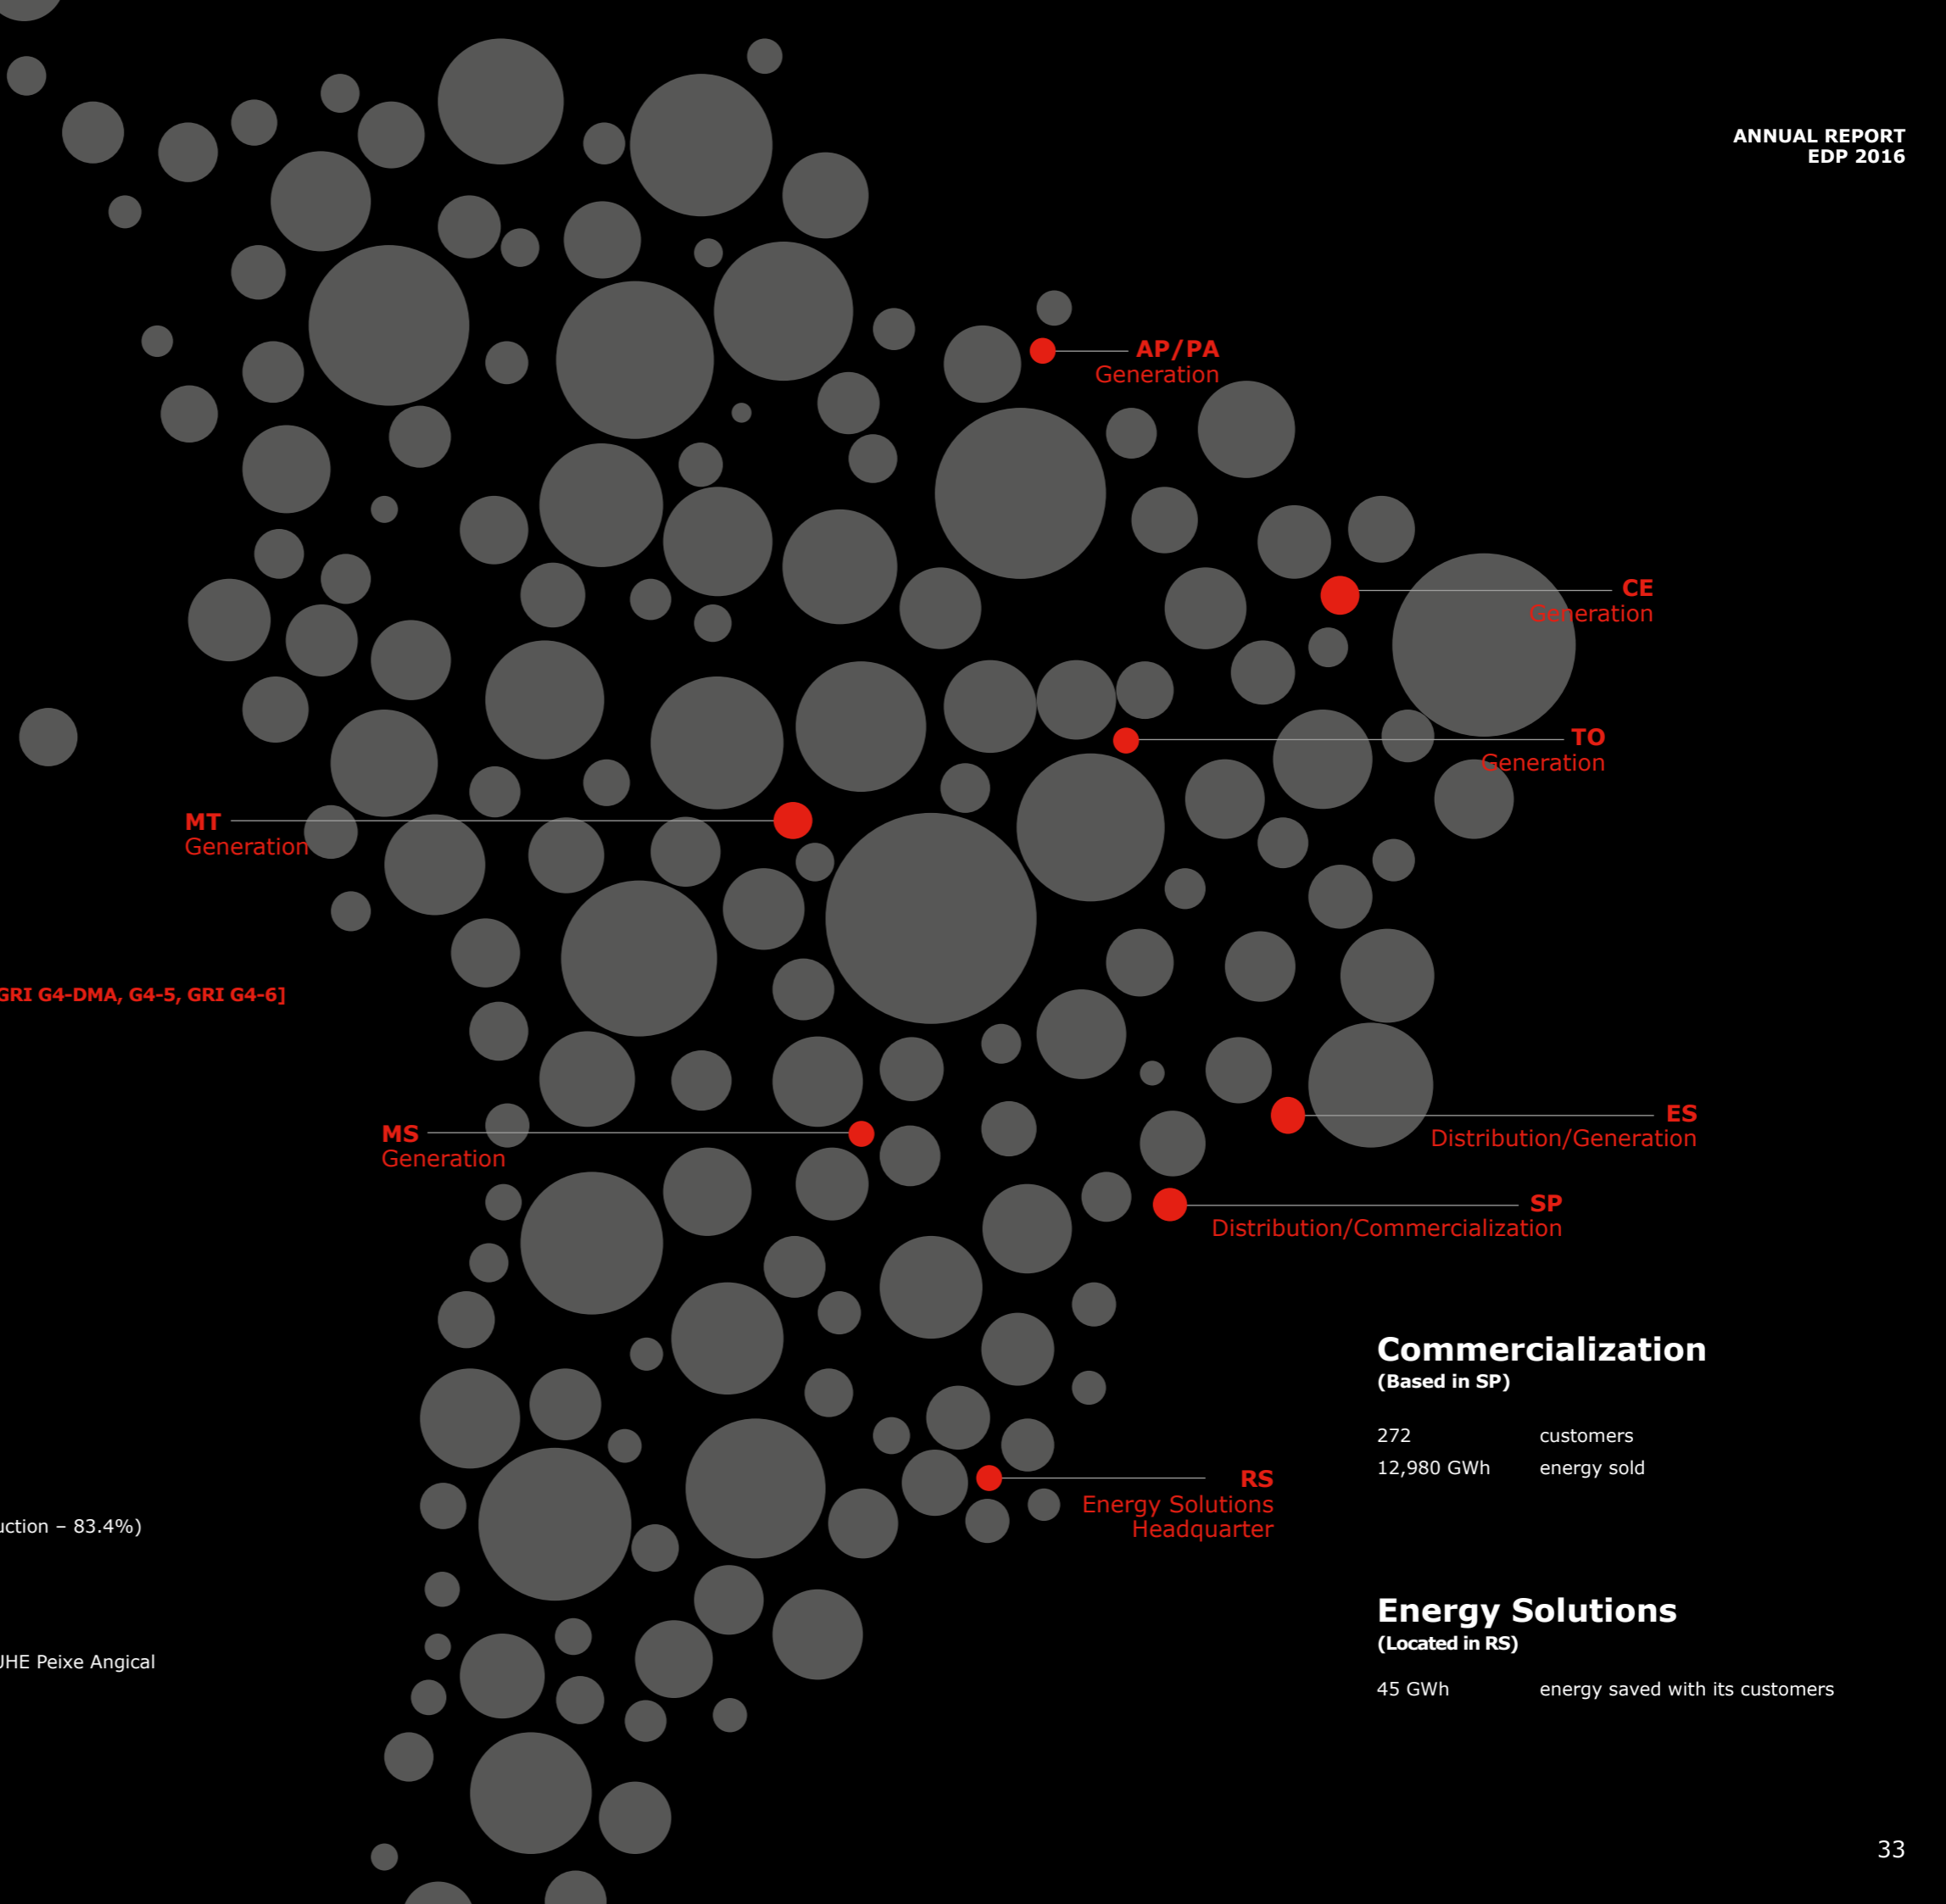 ANNUAL REPORT
EDP 2016
AP/PA
Generation
CE
Generation
TO
Generation
MT
Generation
GRI G4-DMA, G4-5, GRI G4-6]
ES
Distribution/Generation
MS
Generation
SP
Distribution/Commercialization
Commercialization
(Based in SP)
272 customers
12,980 GWh energy sold
RS
Energy Solutions
Headquarter
– 83.4%)
Energy Solutions
(Located in RS)
Peixe Angical
45 GWh energy saved with its customers
33